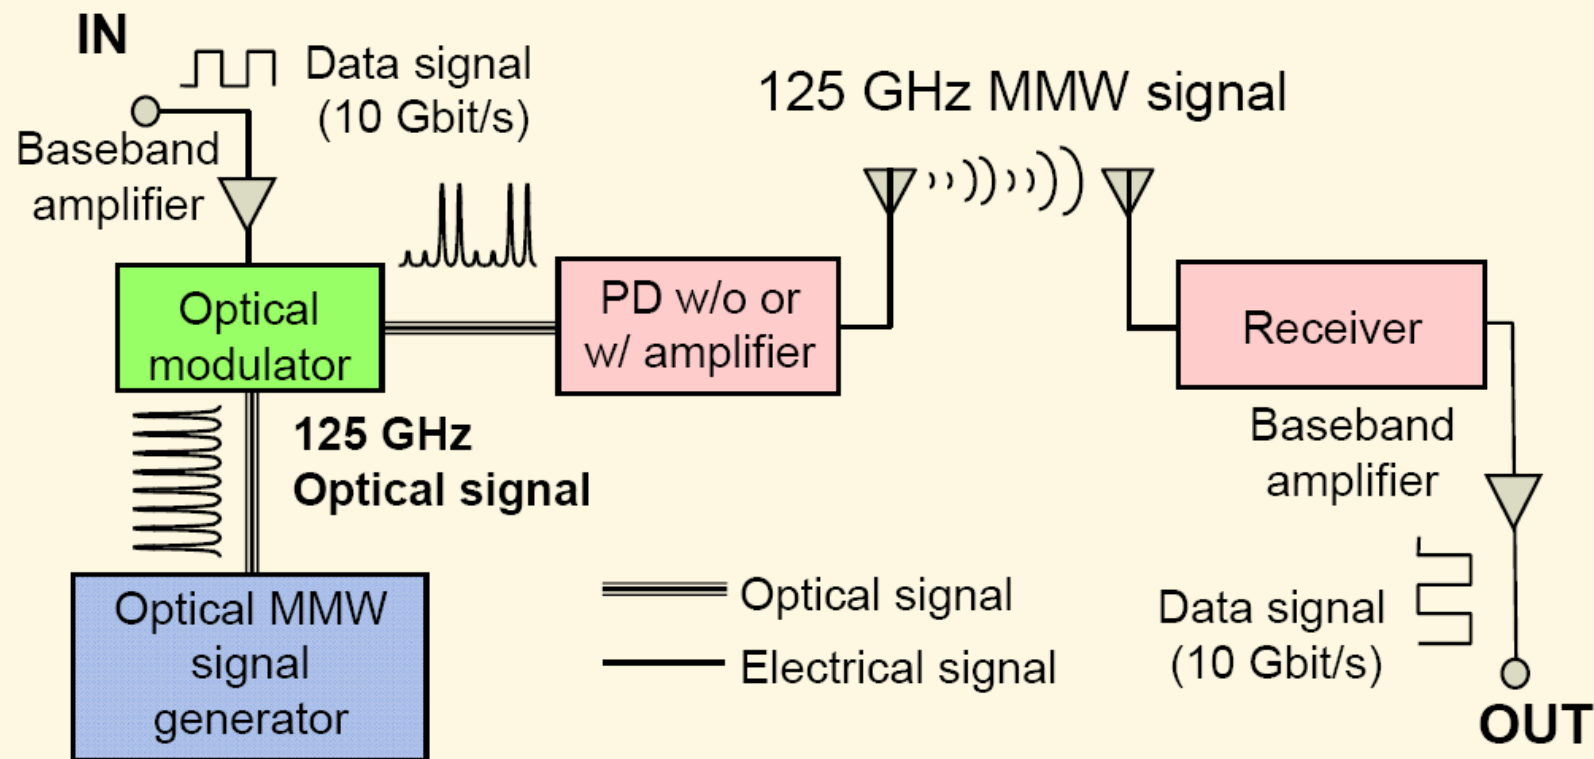 IN
Data signal
(10 Gbit/s)
125 GHz MMW signal
Baseband
amplifier
Optical
modulator
PD w/o or
w/ amplifier
Receiver
125 GHz
Optical signal
Baseband
amplifier
Optical MMW
signal
generator
Optical signal
Electrical signal
Data signal
(10 Gbit/s)
OUT